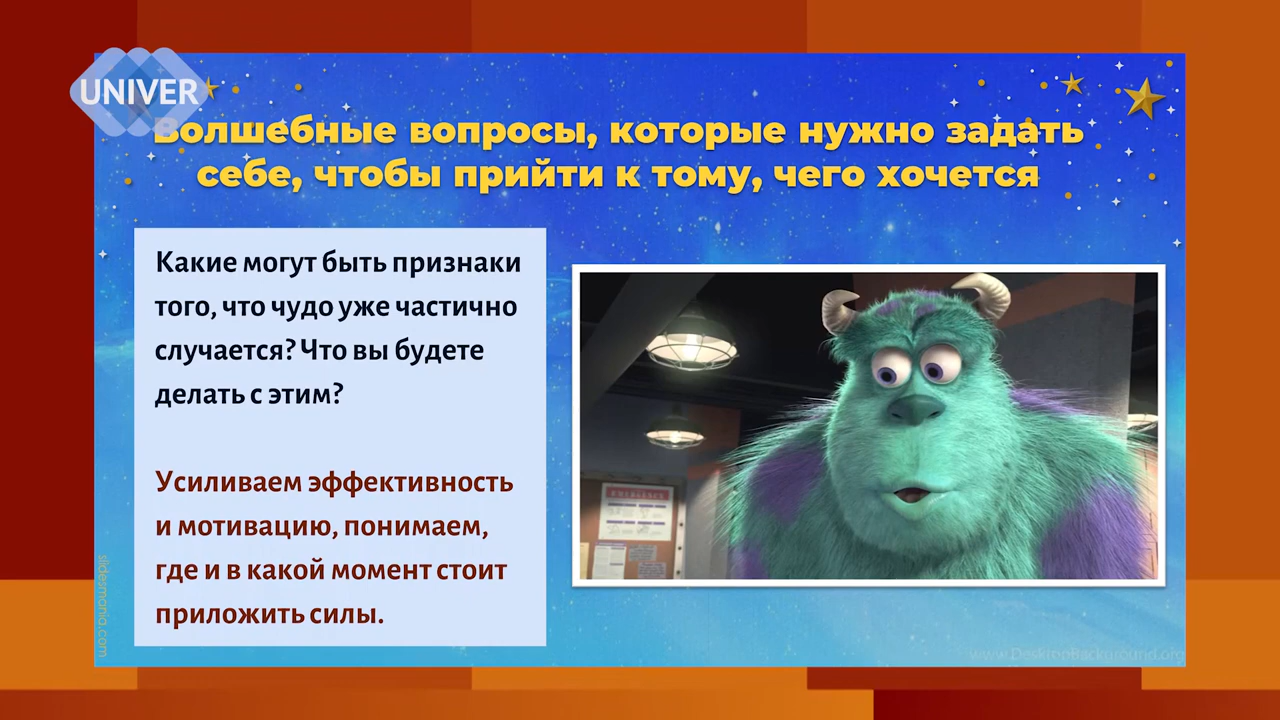 UNIVER
Волшебные вопросы, которые нужно задать
себе, чтобы прийти к тому, чего хочется
Какие могут быть признаки
того, что чудо уже частично
случается? Что вы будете
делать с этим?
Усиливаем эффективность
и мотивацию, понимаем,
где и в какой момент стоит
приложить силы.
slidesmania.com
www.DesktopBackground.org